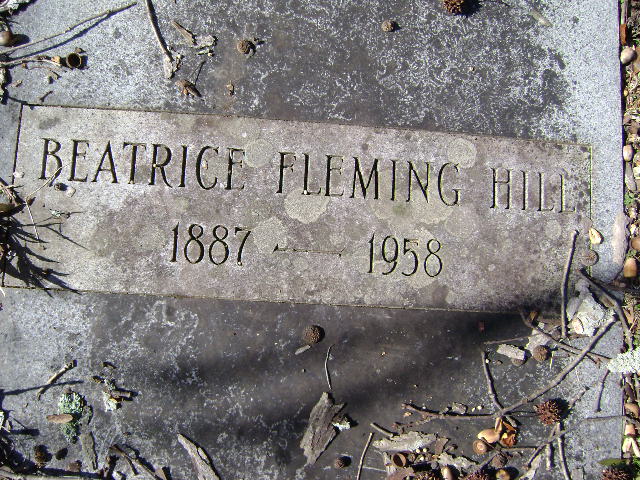 BEATRICE FLEMING HILL
1887 — 1958